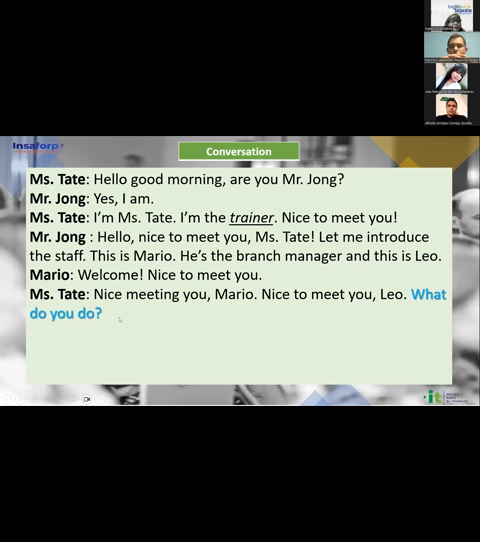 Insaforp
Conversation
Ms. Tate: Hello good morning, are you Mr. Jong?
Mr. Jong: Yes, I am.
Ms. Tate: I'm Ms. Tate. I'm the trainer. Nice to meet you!
Mr. Jong : Hello, nice to meet you, Ms. Tate! Let me introduce
the staff. This is Mario. He's the branch manager and this is Leo.
Mario: Welcome! Nice to meet you.
Ms. Tate: Nice meeting you, Mario. Nice to meet you, Leo. What
do you do?
it